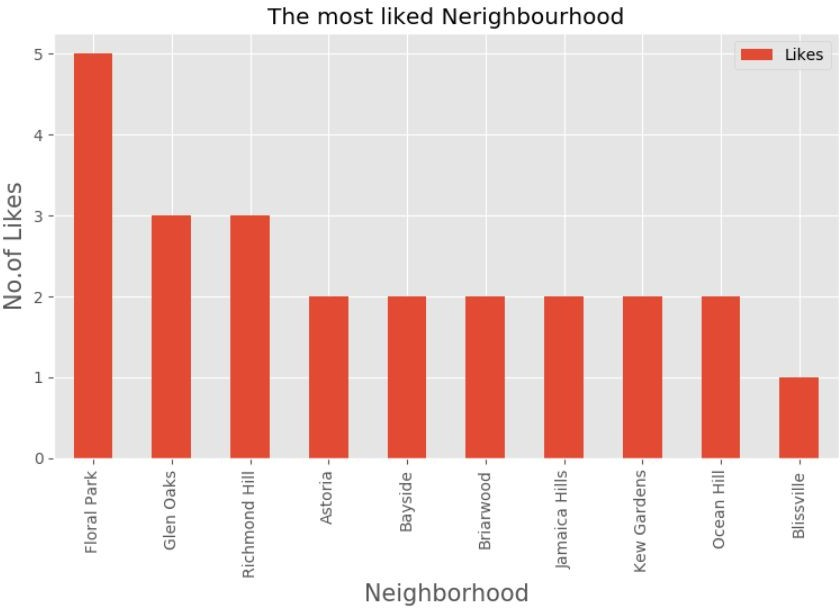 The most liked Nerighbourhood
Likes
No.of Likes
5
4
3
2
1
0
Floral Park
Glen Oaks
Richmond Hill
Astoria
Bayside
Briarwood
Jamaica Hills
Kew Gardens
Ocean Hill
Blissville
Neighborhood